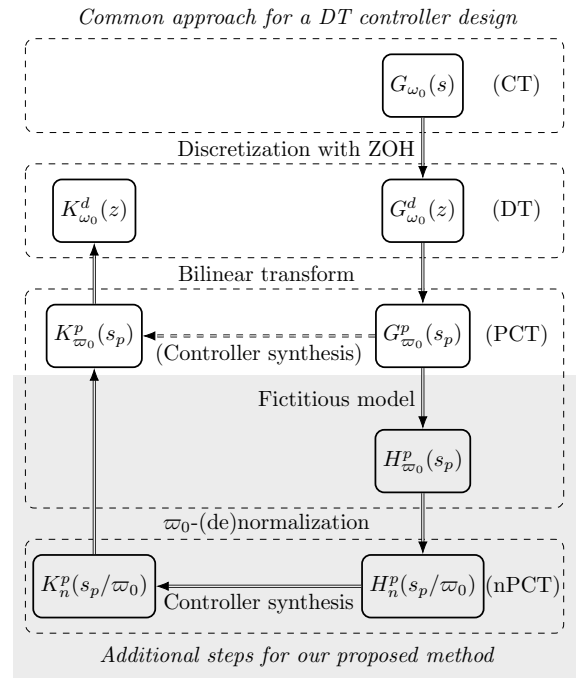 Common approach for a DT controller design
G_{ω_0}(s) (CT)
Discretization with ZOH
K^d_{ω_0}(z) G^d_{ω_0}(z) (DT)
Bilinear transform
K^p_{ϖ_0}(s_p) G^p_{ϖ_0}(s_p) (PCT)
(Controller synthesis)
Fictitious model
H^p_{ϖ_0}(s_p)
ϖ_0-(de)normalization
K^p_n(s_p/ϖ_0) H^p_n(s_p/ϖ_0) (nPCT)
Controller synthesis
Additional steps for our proposed method